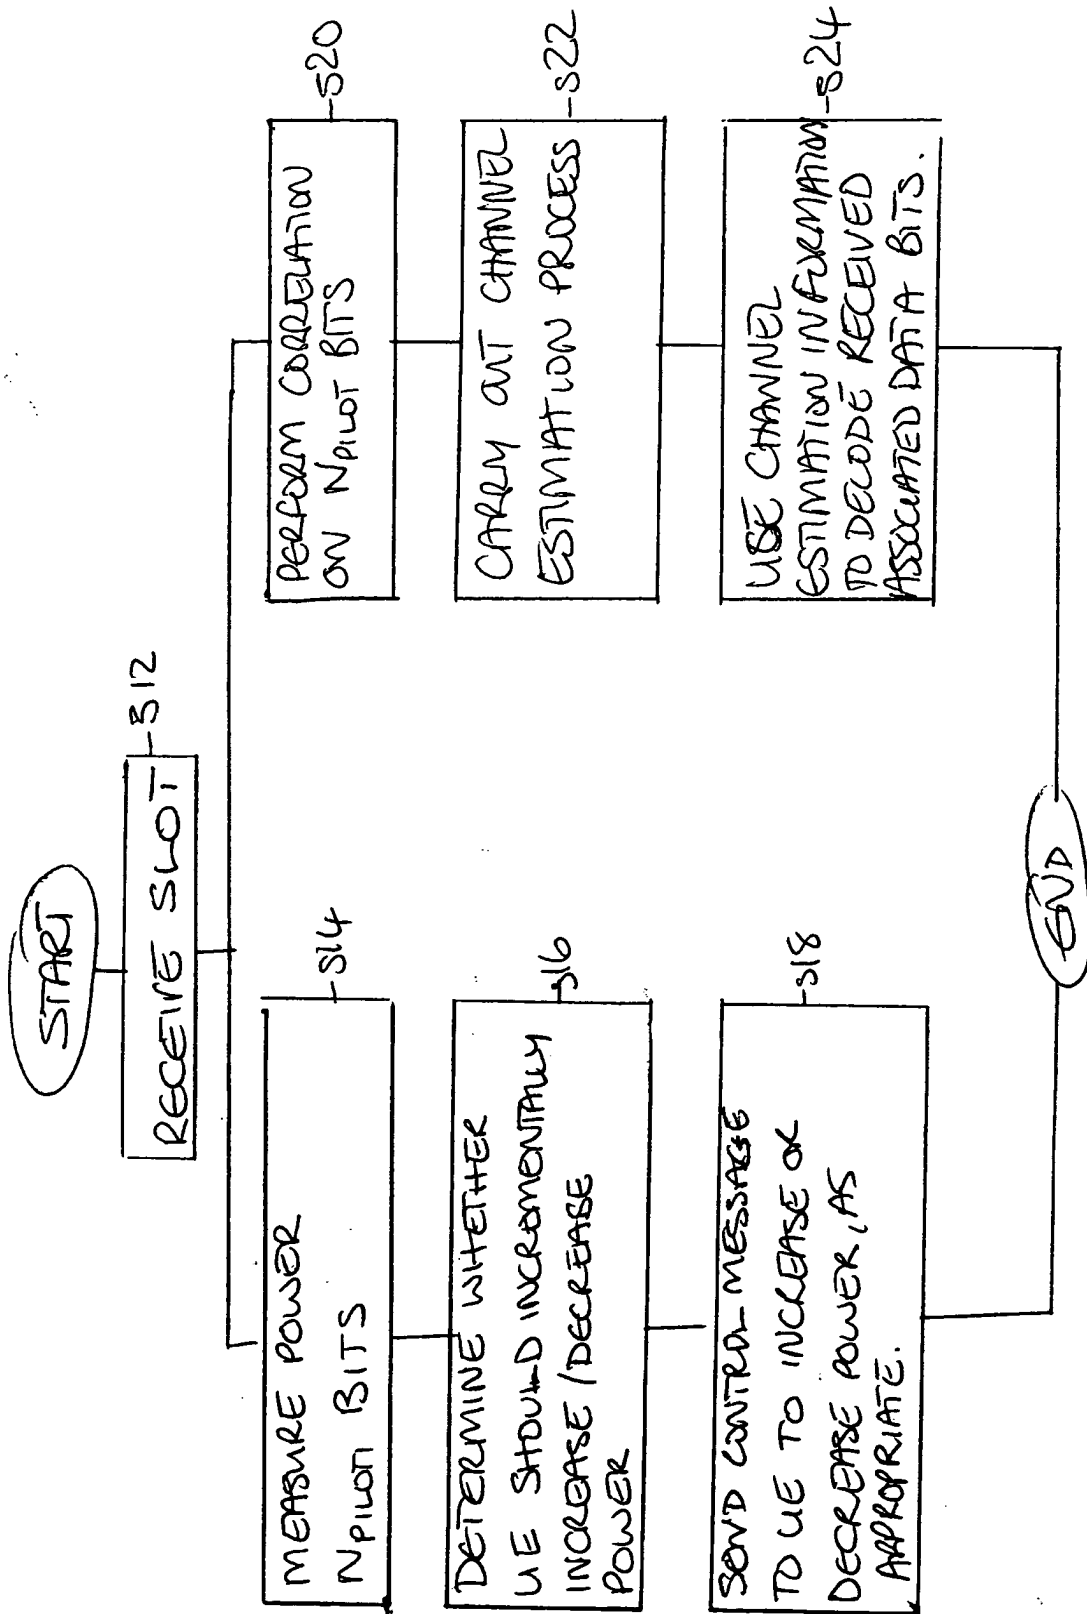 START
RECEIVE SLOT
S12
MEASURE POWER
NPILOT BITS
S14
DETERMINE WHETHER
UE SHOULD INCREMENTALLY
INCREASE/DECREASE
POWER
S16
SEND CONTROL MESSAGE
TO UE TO INCREASE OR
DECREASE POWER, AS
APPROPRIATE.
S18
PERFORM CORRELATION
ON NPILOT BITS
S20
CARRY OUT CHANNEL
ESTIMATION PROCESS
S22
USE CHANNEL
ESTIMATION INFORMATION
TO DECODE RECEIVED
ASSOCIATED DATA BITS.
S24
END